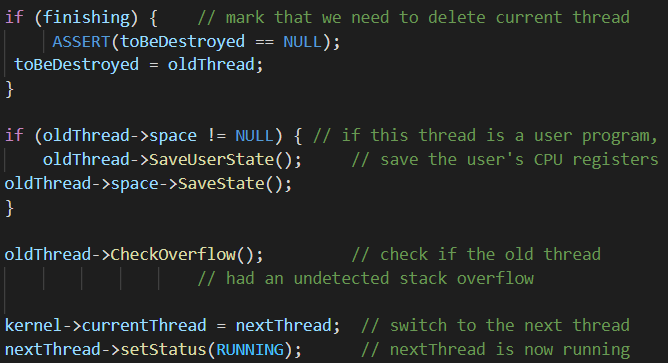 if (finishing) {    // mark that we need to delete current thread
     ASSERT(toBeDestroyed == NULL);
 toBeDestroyed = oldThread;
}

if (oldThread->space != NULL) { // if this thread is a user program,
    oldThread->SaveUserState();     // save the user's CPU registers
oldThread->space->SaveState();
}

oldThread->CheckOverflow();         // check if the old thread
                    // had an undetected stack overflow

kernel->currentThread = nextThread;  // switch to the next thread
nextThread->setStatus(RUNNING);      // nextThread is now running